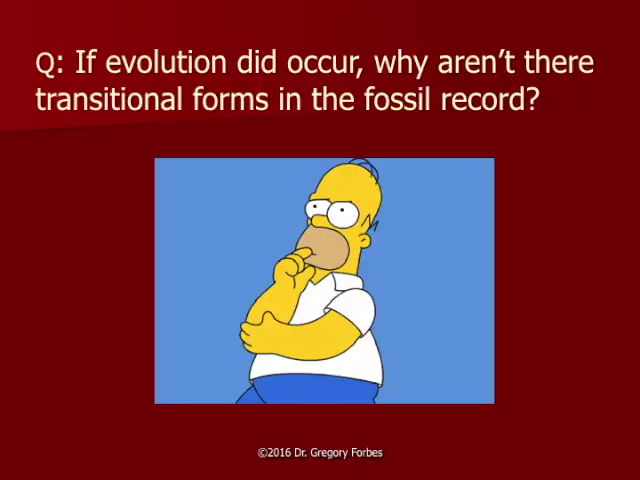 Q: If evolution did occur, why aren’t there
transitional forms in the fossil record?
©2016 Dr. Gregory Forbes